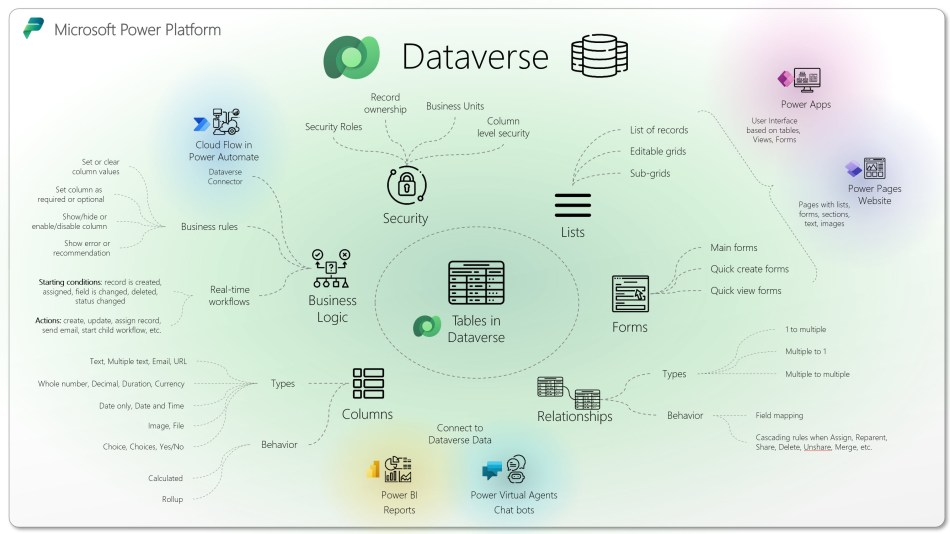 Microsoft Power Platform
Dataverse
Record
ownership
Business Units
Security Roles
Column
level security
Security
List of records
Editable grids
Sub-grids
Lists
Power Apps
User Interface
based on tables,
Views, Forms
Power Pages
Website
Pages with lists,
forms, sections,
text, images
Cloud Flow in
Power Automate
Dataverse
Connector
Set or clear
column values
Set column as
required or optional
Show/hide or
enable/disable column
Show error or
recommendation
Business rules
Starting conditions: record is created,
assigned, field is changed, deleted,
status changed
Actions: create, update, assign record,
send email, start child workflow, etc.
Real-time
workflows
Business
Logic
Tables in
Dataverse
Main forms
Quick create forms
Quick view forms
Forms
Text, Multiple text, Email, URL
Whole number, Decimal, Duration, Currency
Date only, Date and Time
Image, File
Choice, Choices, Yes/No
Types
Calculated
Rollup
Behavior
Columns
Relationships
Types
1 to multiple
Multiple to 1
Multiple to multiple
Behavior
Field mapping
Cascading rules when Assign, Reparent,
Share, Delete, Unshare, Merge, etc.
Connect to
Dataverse Data
Power BI
Reports
Power Virtual Agents
Chat bots